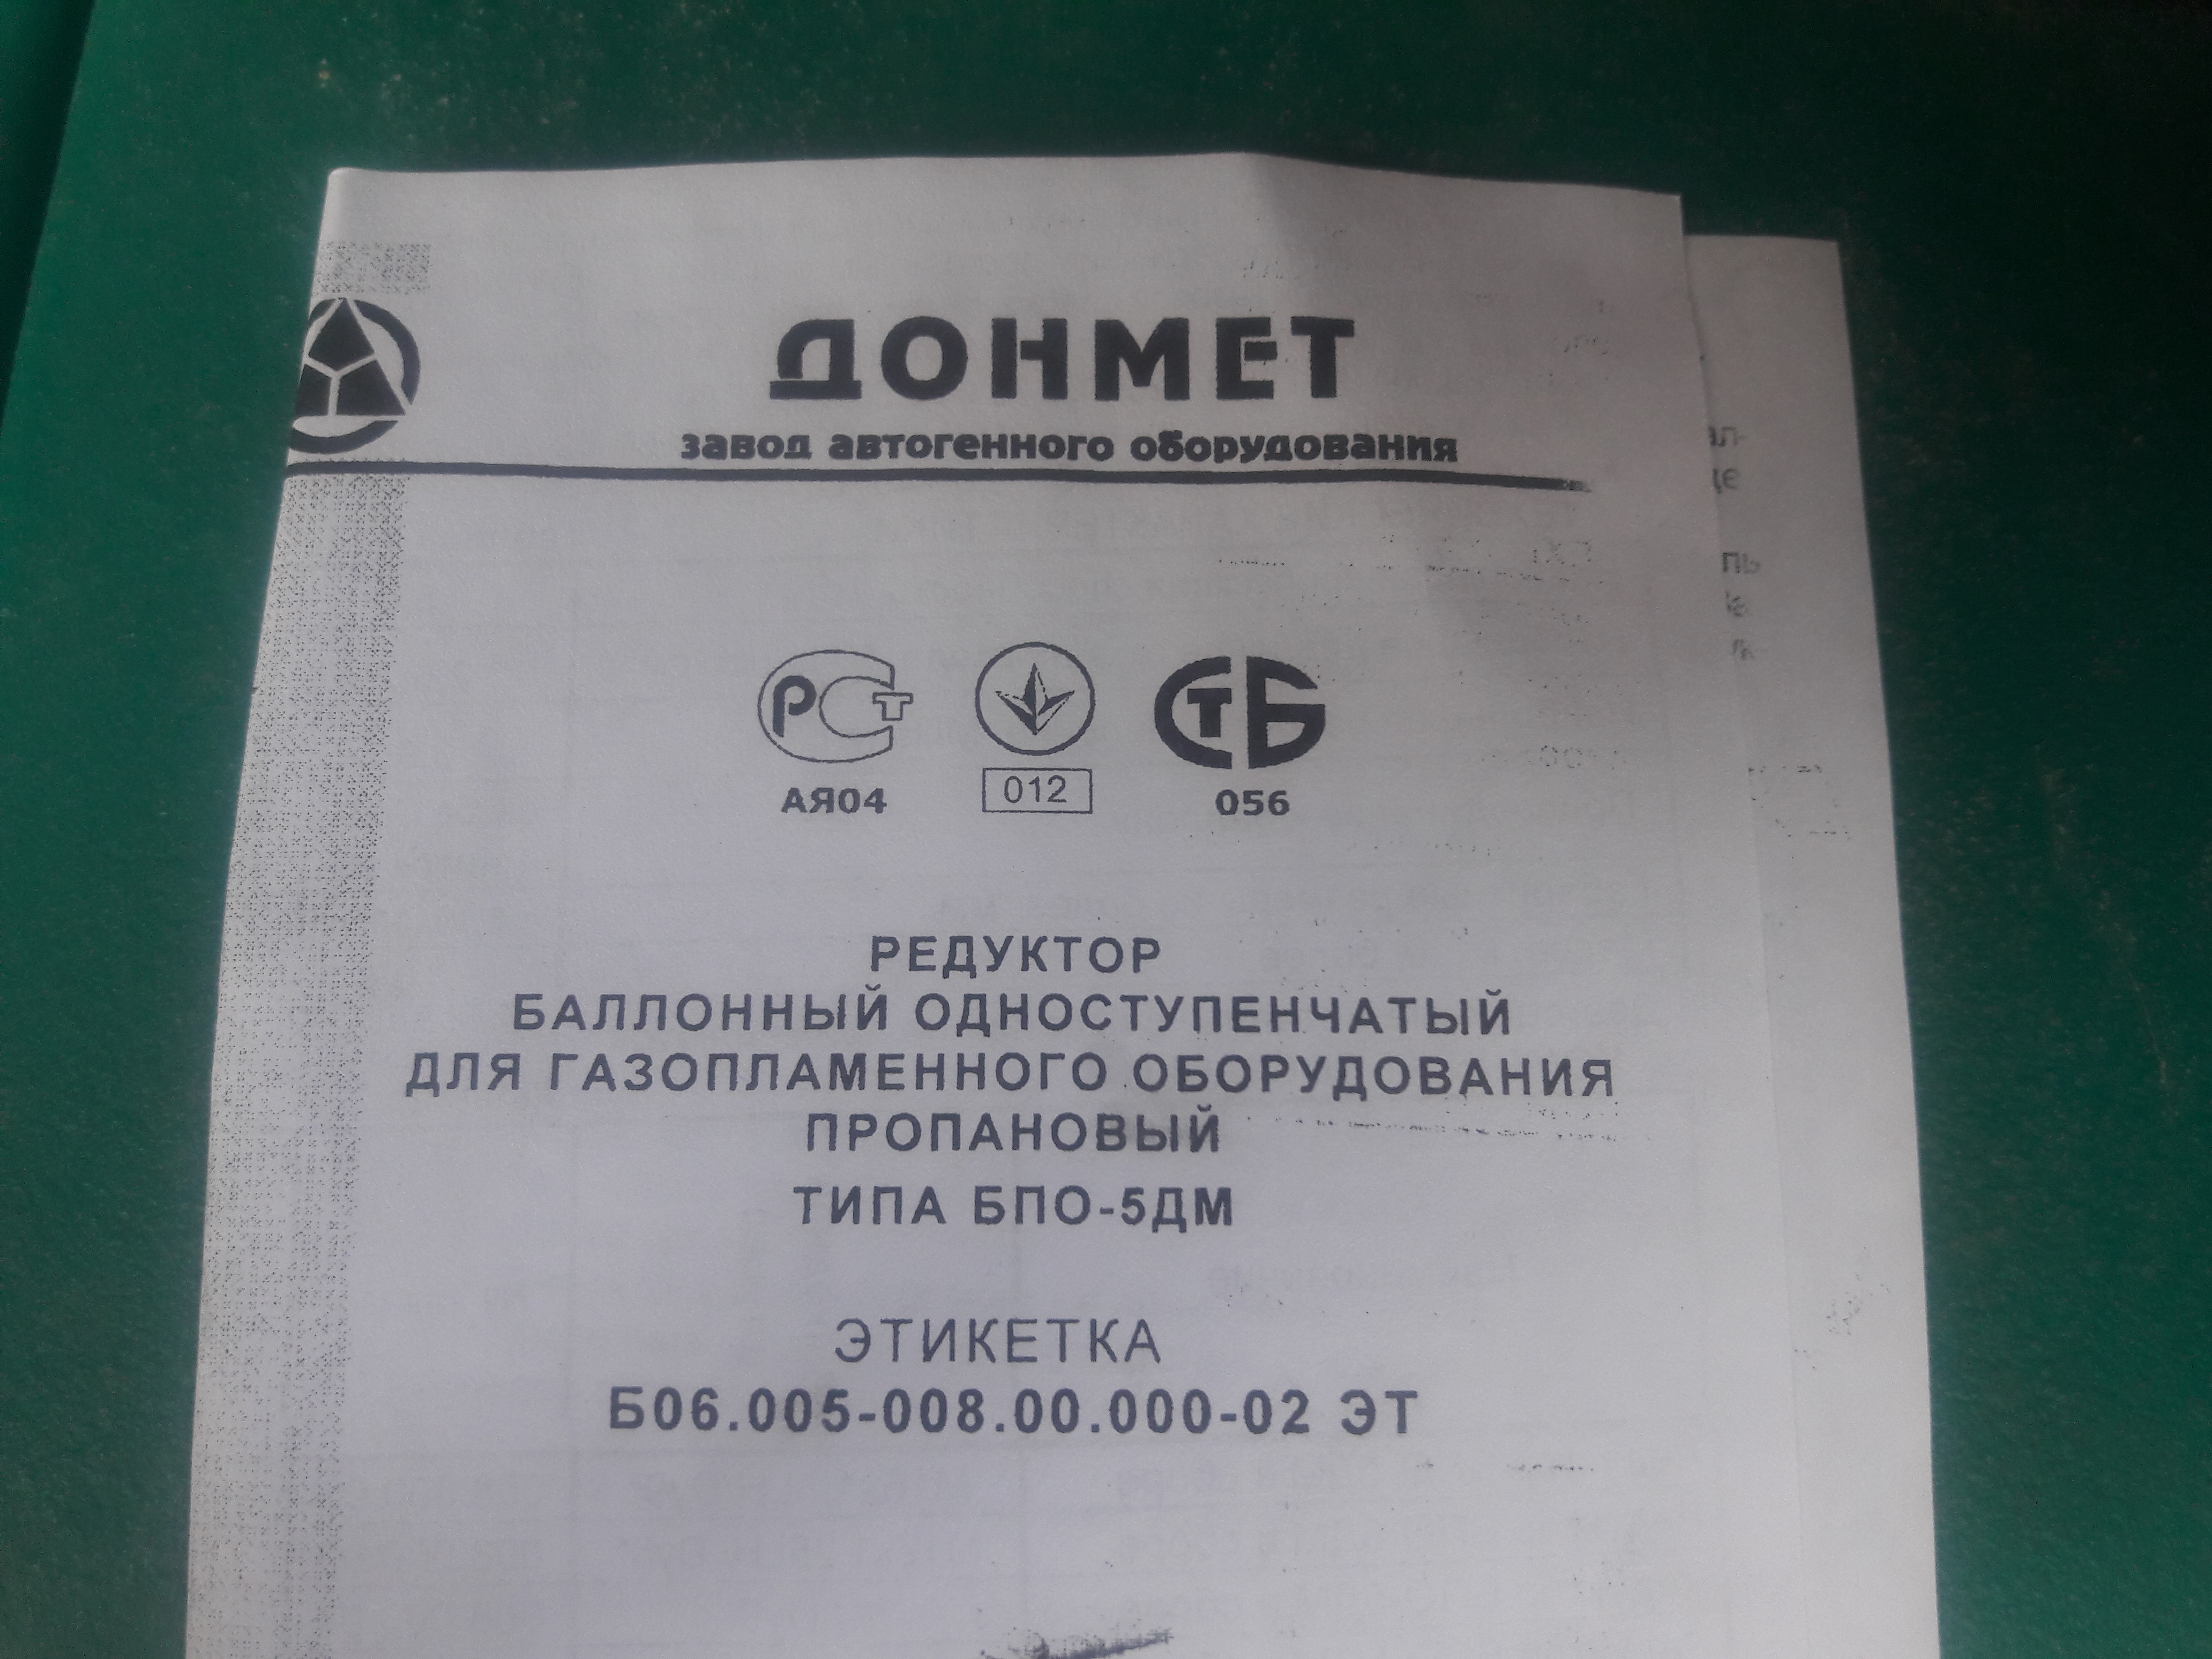 ДОНМЕТ
завод автогенного оборудования
РСТ СТБ
АЯ04 012 056
РЕДУКТОР
БАЛЛОННЫЙ ОДНОСТУПЕНЧАТЫЙ
ДЛЯ ГАЗОПЛАМЕННОГО ОБОРУДОВАНИЯ
ПРОПАНОВЫЙ
ТИПА БПО-5ДМ
ЭТИКЕТКА
Б06.005-008.00.000-02 ЭТ